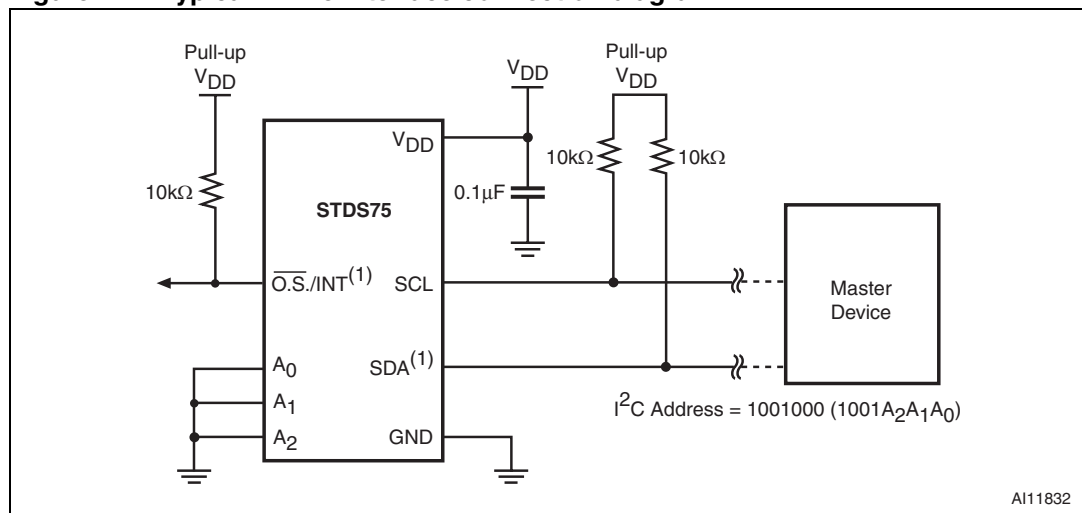 Pull-up
VDD
10kΩ
STDS75
VDD
O.S./INT(1)
SCL
A0
SDA(1)
A1
A2
GND
VDD
0.1μF
Pull-up
VDD
10kΩ
10kΩ
Master
Device
I2C Address = 1001000 (1001A2A1A0)
AI11832